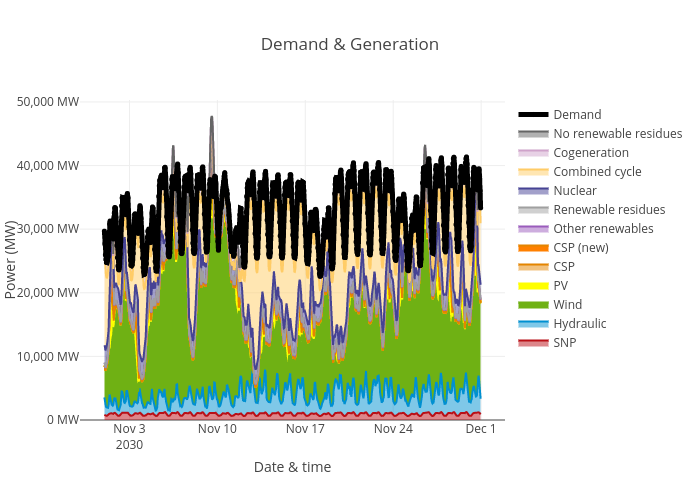 Demand & Generation
50,000 MW
40,000 MW
30,000 MW
20,000 MW
10,000 MW
0 MW
Power (MW)
Nov 3
2030
Nov 10
Nov 17
Nov 24
Dec 1
Date & time
Demand
No renewable residues
Cogeneration
Combined cycle
Nuclear
Renewable residues
Other renewables
CSP (new)
CSP
PV
Wind
Hydraulic
SNP